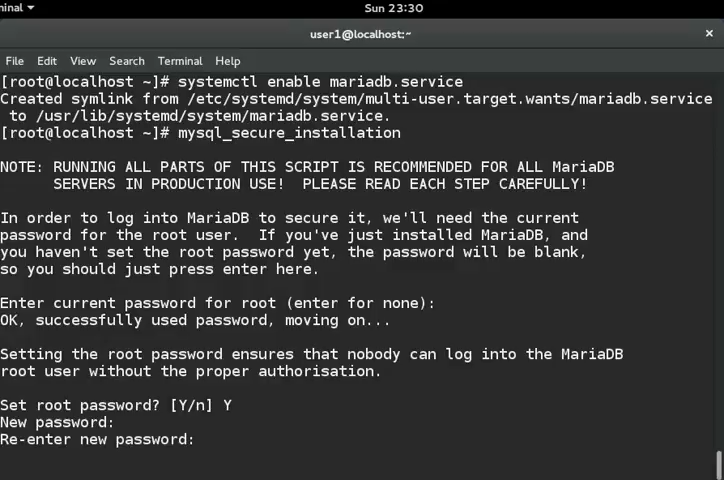 minal
Sun 23:30
user1@localhost:~
×
File Edit View Search Terminal Help
[root@localhost ~]# systemctl enable mariadb.service
Created symlink from /etc/systemd/system/multi-user.target.wants/mariadb.service
 to /usr/lib/systemd/system/mariadb.service.
[root@localhost ~]# mysql_secure_installation
NOTE: RUNNING ALL PARTS OF THIS SCRIPT IS RECOMMENDED FOR ALL MariaDB
      SERVERS IN PRODUCTION USE!  PLEASE READ EACH STEP CAREFULLY!
In order to log into MariaDB to secure it, we'll need the current
password for the root user.  If you've just installed MariaDB, and
you haven't set the root password yet, the password will be blank,
so you should just press enter here.
Enter current password for root (enter for none):
OK, successfully used password, moving on...
Setting the root password ensures that nobody can log into the MariaDB
root user without the proper authorisation.
Set root password? [Y/n] Y
New password:
Re-enter new password: